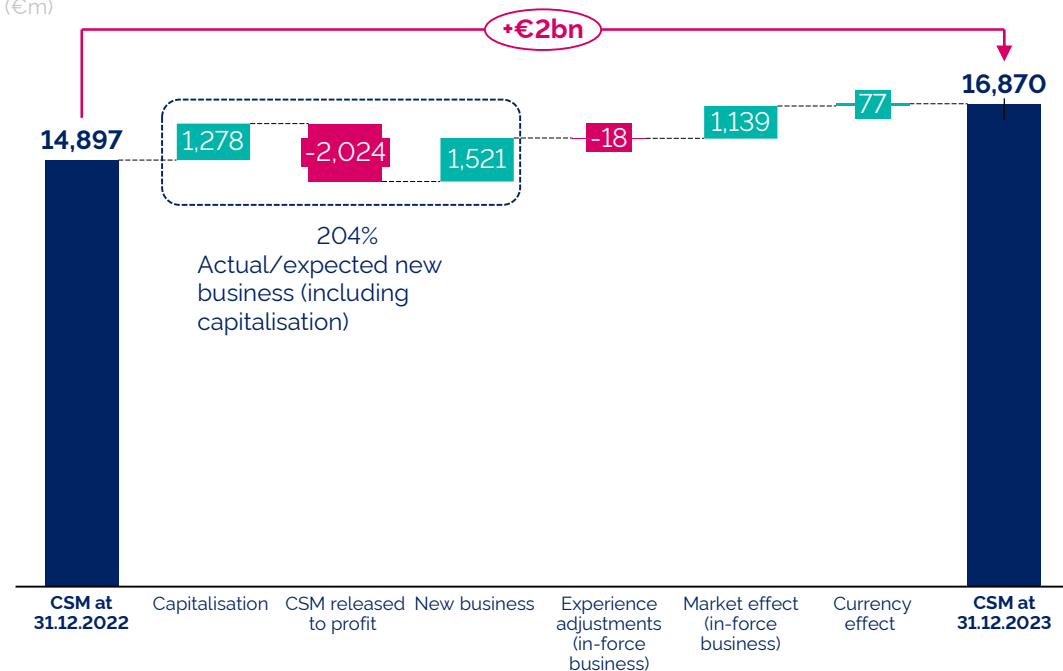 (€m)
+€2bn
14,897
1,278
-2,024
1,521
-18
1,139
77
16,870
204%
Actual/expected new
business (including
capitalisation)
CSM at
31.12.2022
Capitalisation
CSM released
to profit
New business
Experience
adjustments
(in-force
business)
Market effect
(in-force
business)
Currency
effect
CSM at
31.12.2023